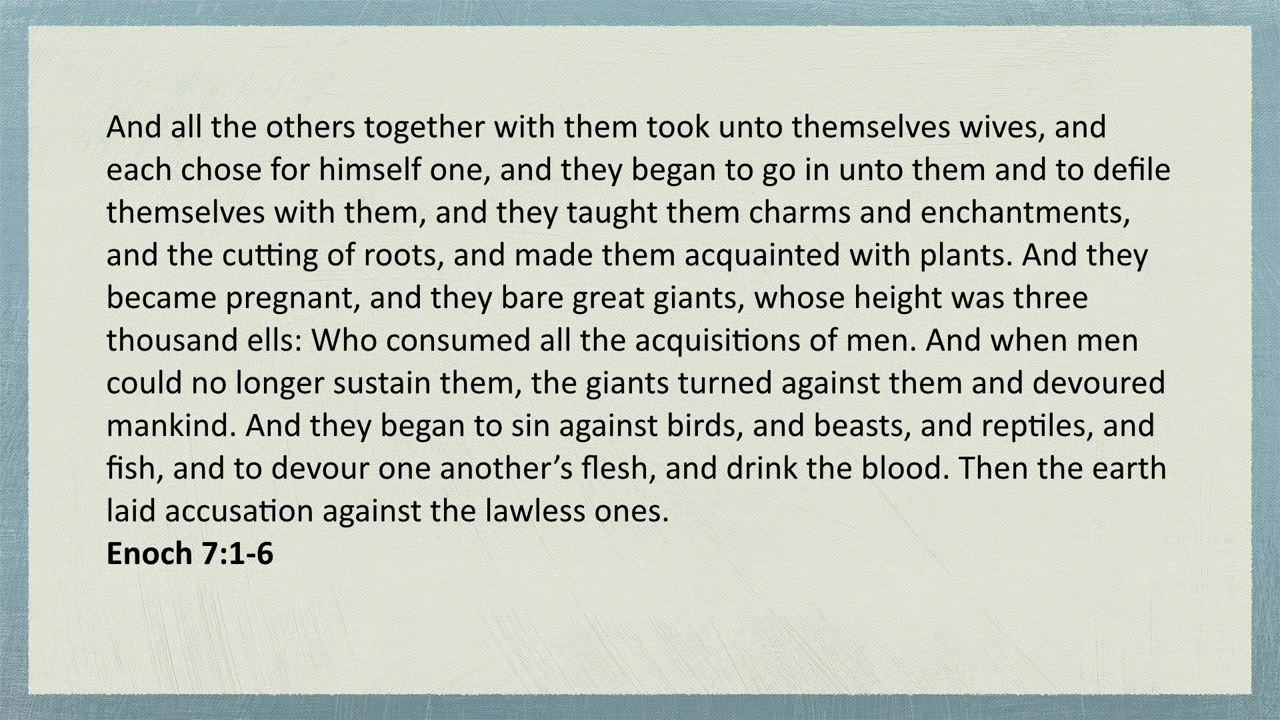 And all the others together with them took unto themselves wives, and
each chose for himself one, and they began to go in unto them and to defile
themselves with them, and they taught them charms and enchantments,
and the cutting of roots, and made them acquainted with plants. And they
became pregnant, and they bare great giants, whose height was three
thousand ells: Who consumed all the acquisitions of men. And when men
could no longer sustain them, the giants turned against them and devoured
mankind. And they began to sin against birds, and beasts, and reptiles, and
fish, and to devour one another’s flesh, and drink the blood. Then the earth
laid accusation against the lawless ones.
Enoch 7:1-6